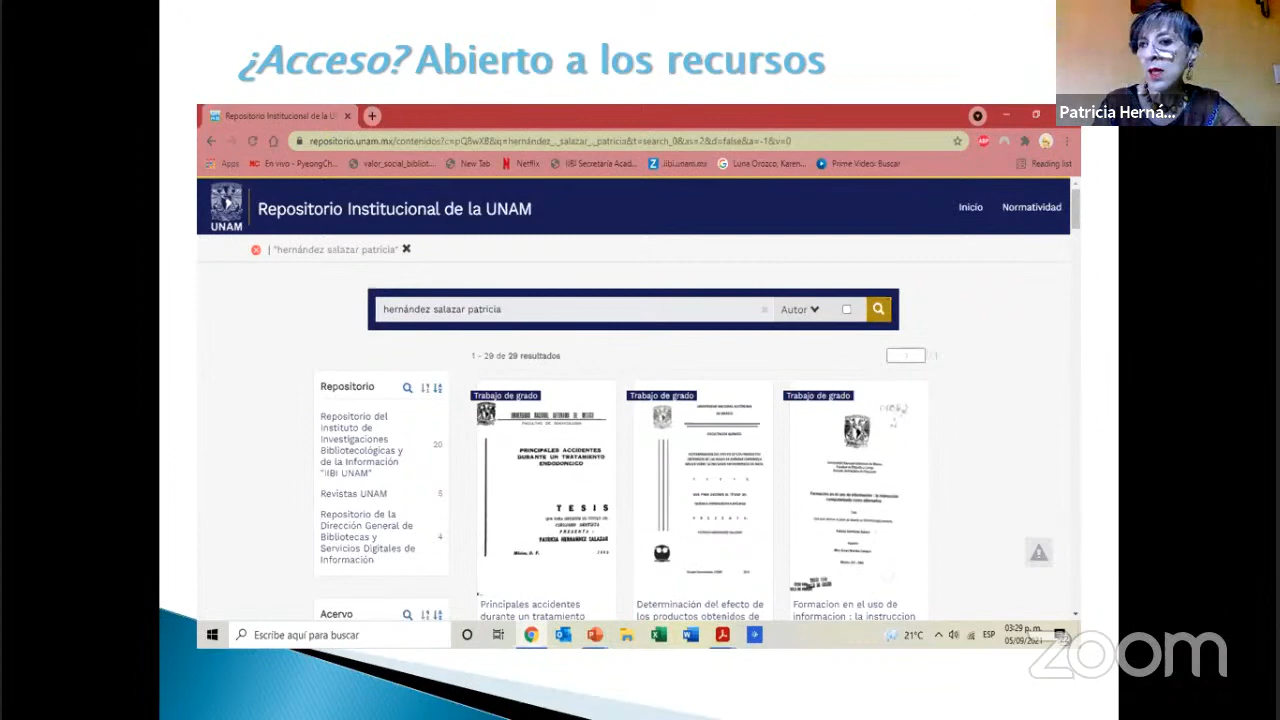 ¿Acceso? Abierto a los recursos
Patricia Herná...
Repositorio Institucional de la U
repositorio.unam.mx/contenidos?c=pQ8wXB&q=hernández_._salazar_._patricia&t=search_0&as=2&d=false&a=-1&v=0
Apps En vivo – PyeongCh... valor_social_bibliot... New Tab Netflix IIBI Secretaría Acad... .:iibi.unam.mx Luna Orozco, Karen... Prime Video: Buscar Reading list
UNAM
Repositorio Institucional de la UNAM
Inicio Normatividad
| "hernández salazar patricia" ✖
hernández salazar patricia
Autor
1 - 29 de 29 resultados
1
Repositorio
Repositorio del
Instituto de
Investigaciones
Bibliotecológicas y
de la Información
"IIBI UNAM"
20
Revistas UNAM 5
Repositorio de la
Dirección General de
Bibliotecas y
Servicios Digitales de
Información
4
Acervo
Trabajo de grado
PRINCIPALES ACCIDENTES
DURANTE UN TRATAMIENTO
ENDODONCICO
TESIS
PATRICIA HERNANDEZ SALAZAR
México, D. F.
Principales accidentes
durante un tratamiento
Trabajo de grado
Determinación del efecto de
los productos obtenidos de
Trabajo de grado
Formacion en el uso de
informacion : la instruccion
Escribe aquí para buscar
21°C
ESP
03:29 p.m.
05/09/2021
zoom